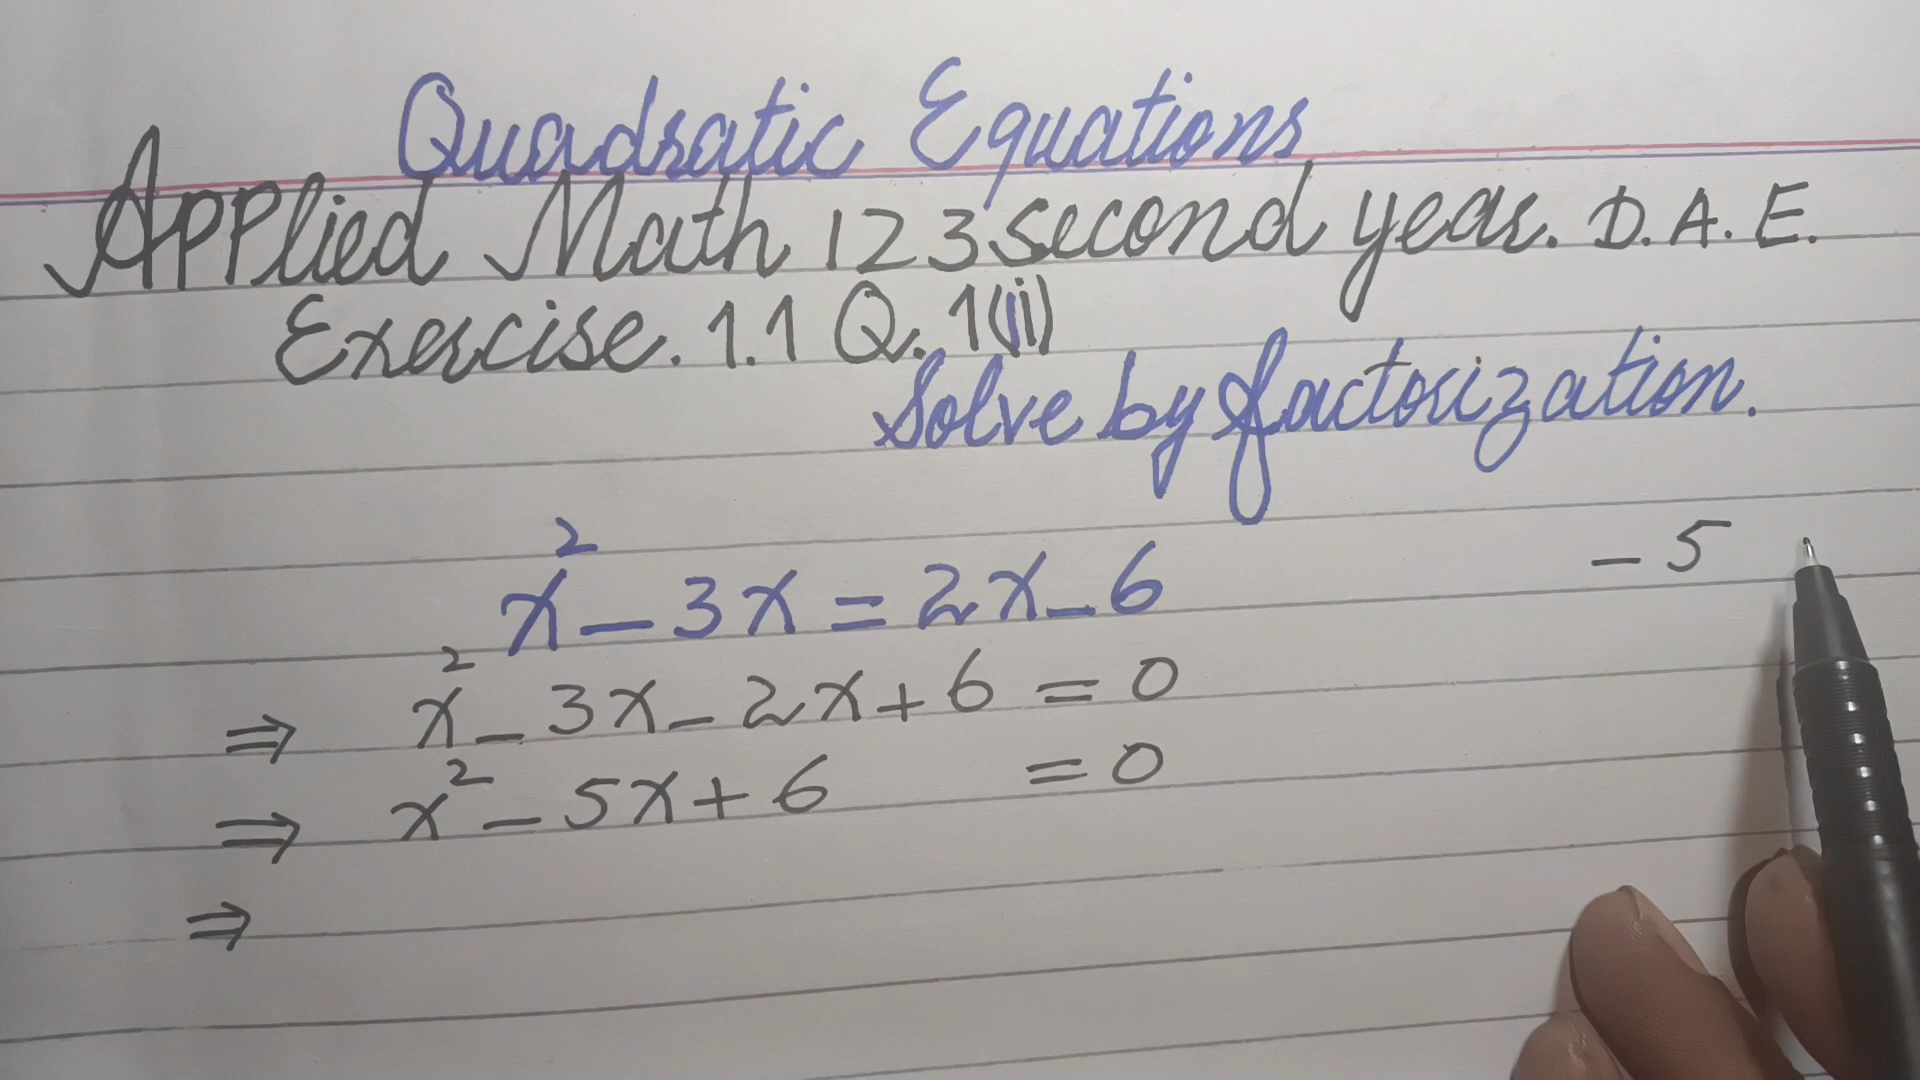 Quadratic Equations
Applied Math 123 second year. D.A.E.
Exercise. 1.1 Q. 1(ii)
Solve by factorization.
x² - 3x = 2x - 6
- 5
⇒ x² - 3x - 2x + 6 = 0
⇒ x² - 5x + 6 = 0
⇒